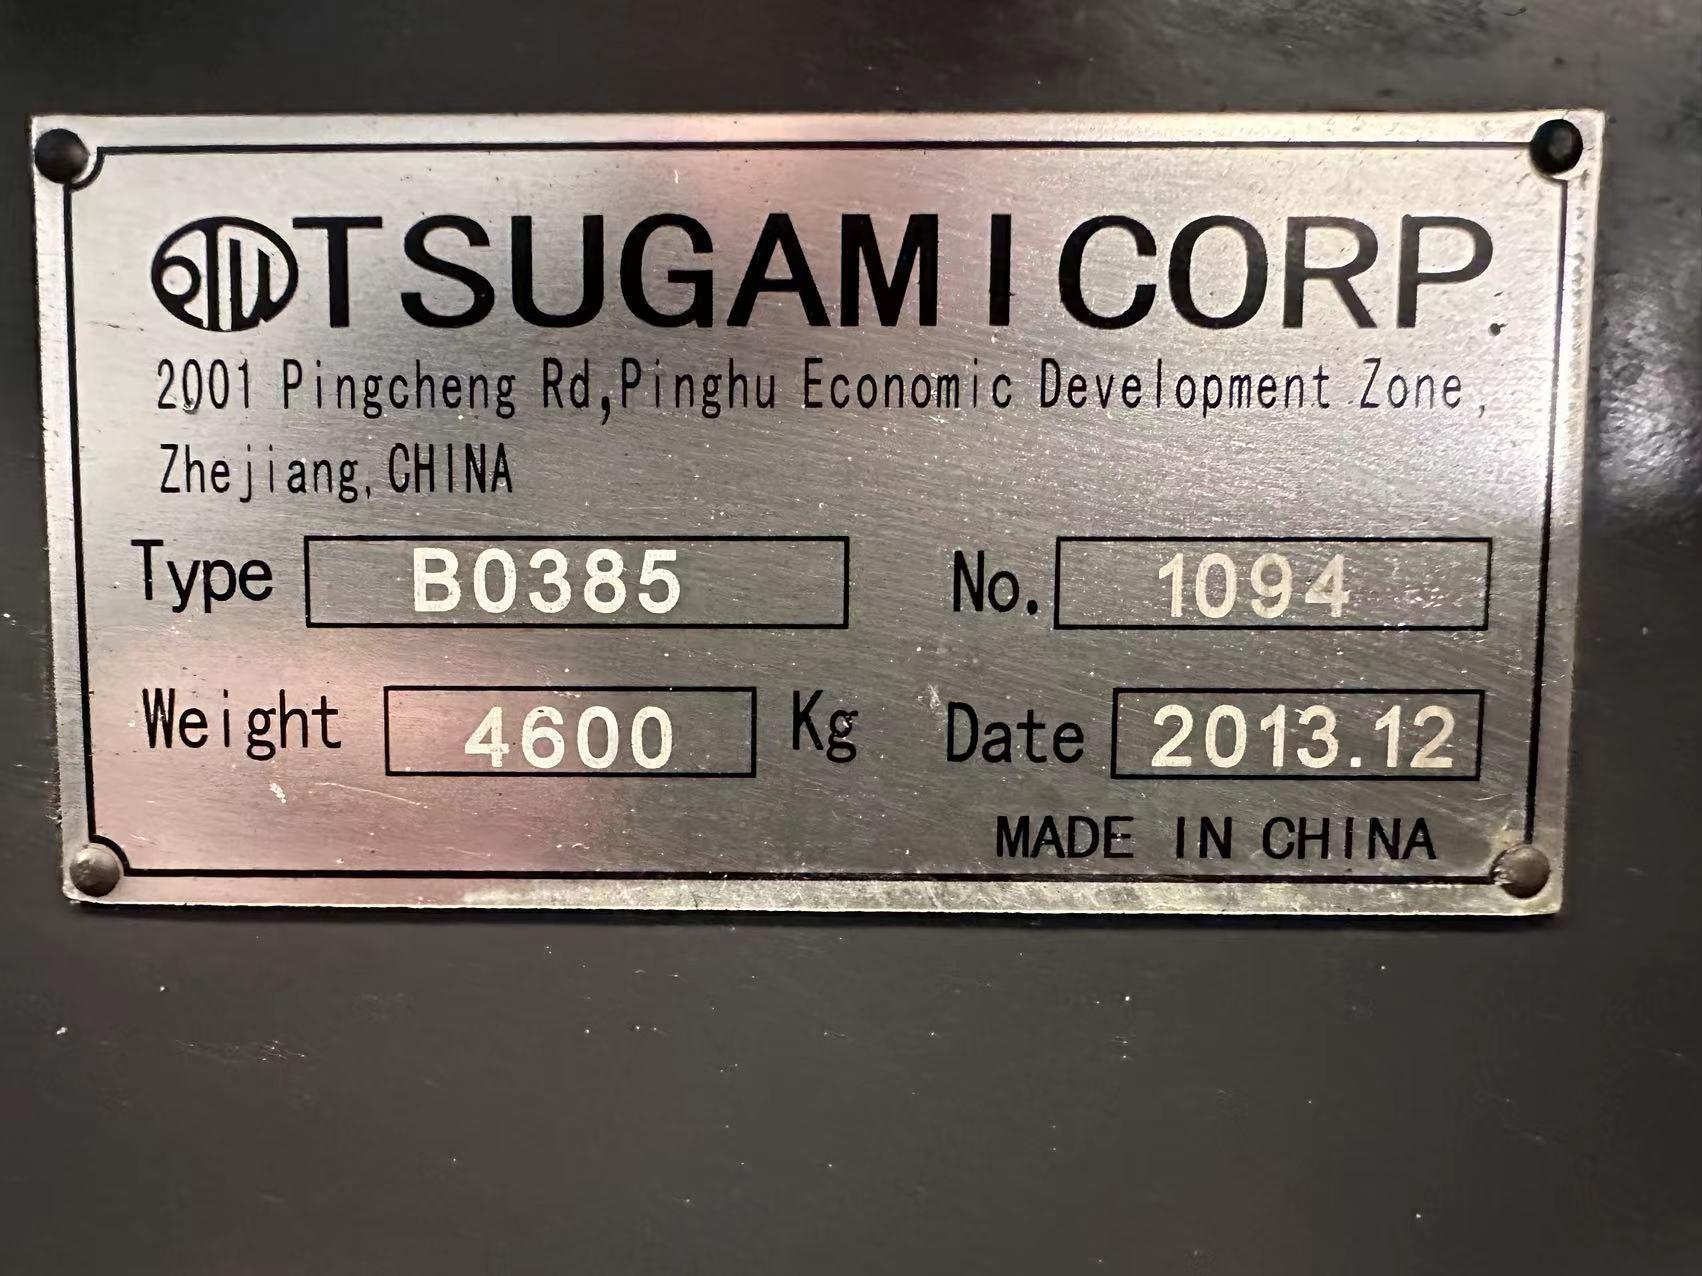 TSUGAMI CORP.
2001 Pingcheng Rd,Pinghu Economic Development Zone,
Zhejiang,CHINA
Type B0385 No. 1094
Weight 4600 Kg Date 2013.12
MADE IN CHINA